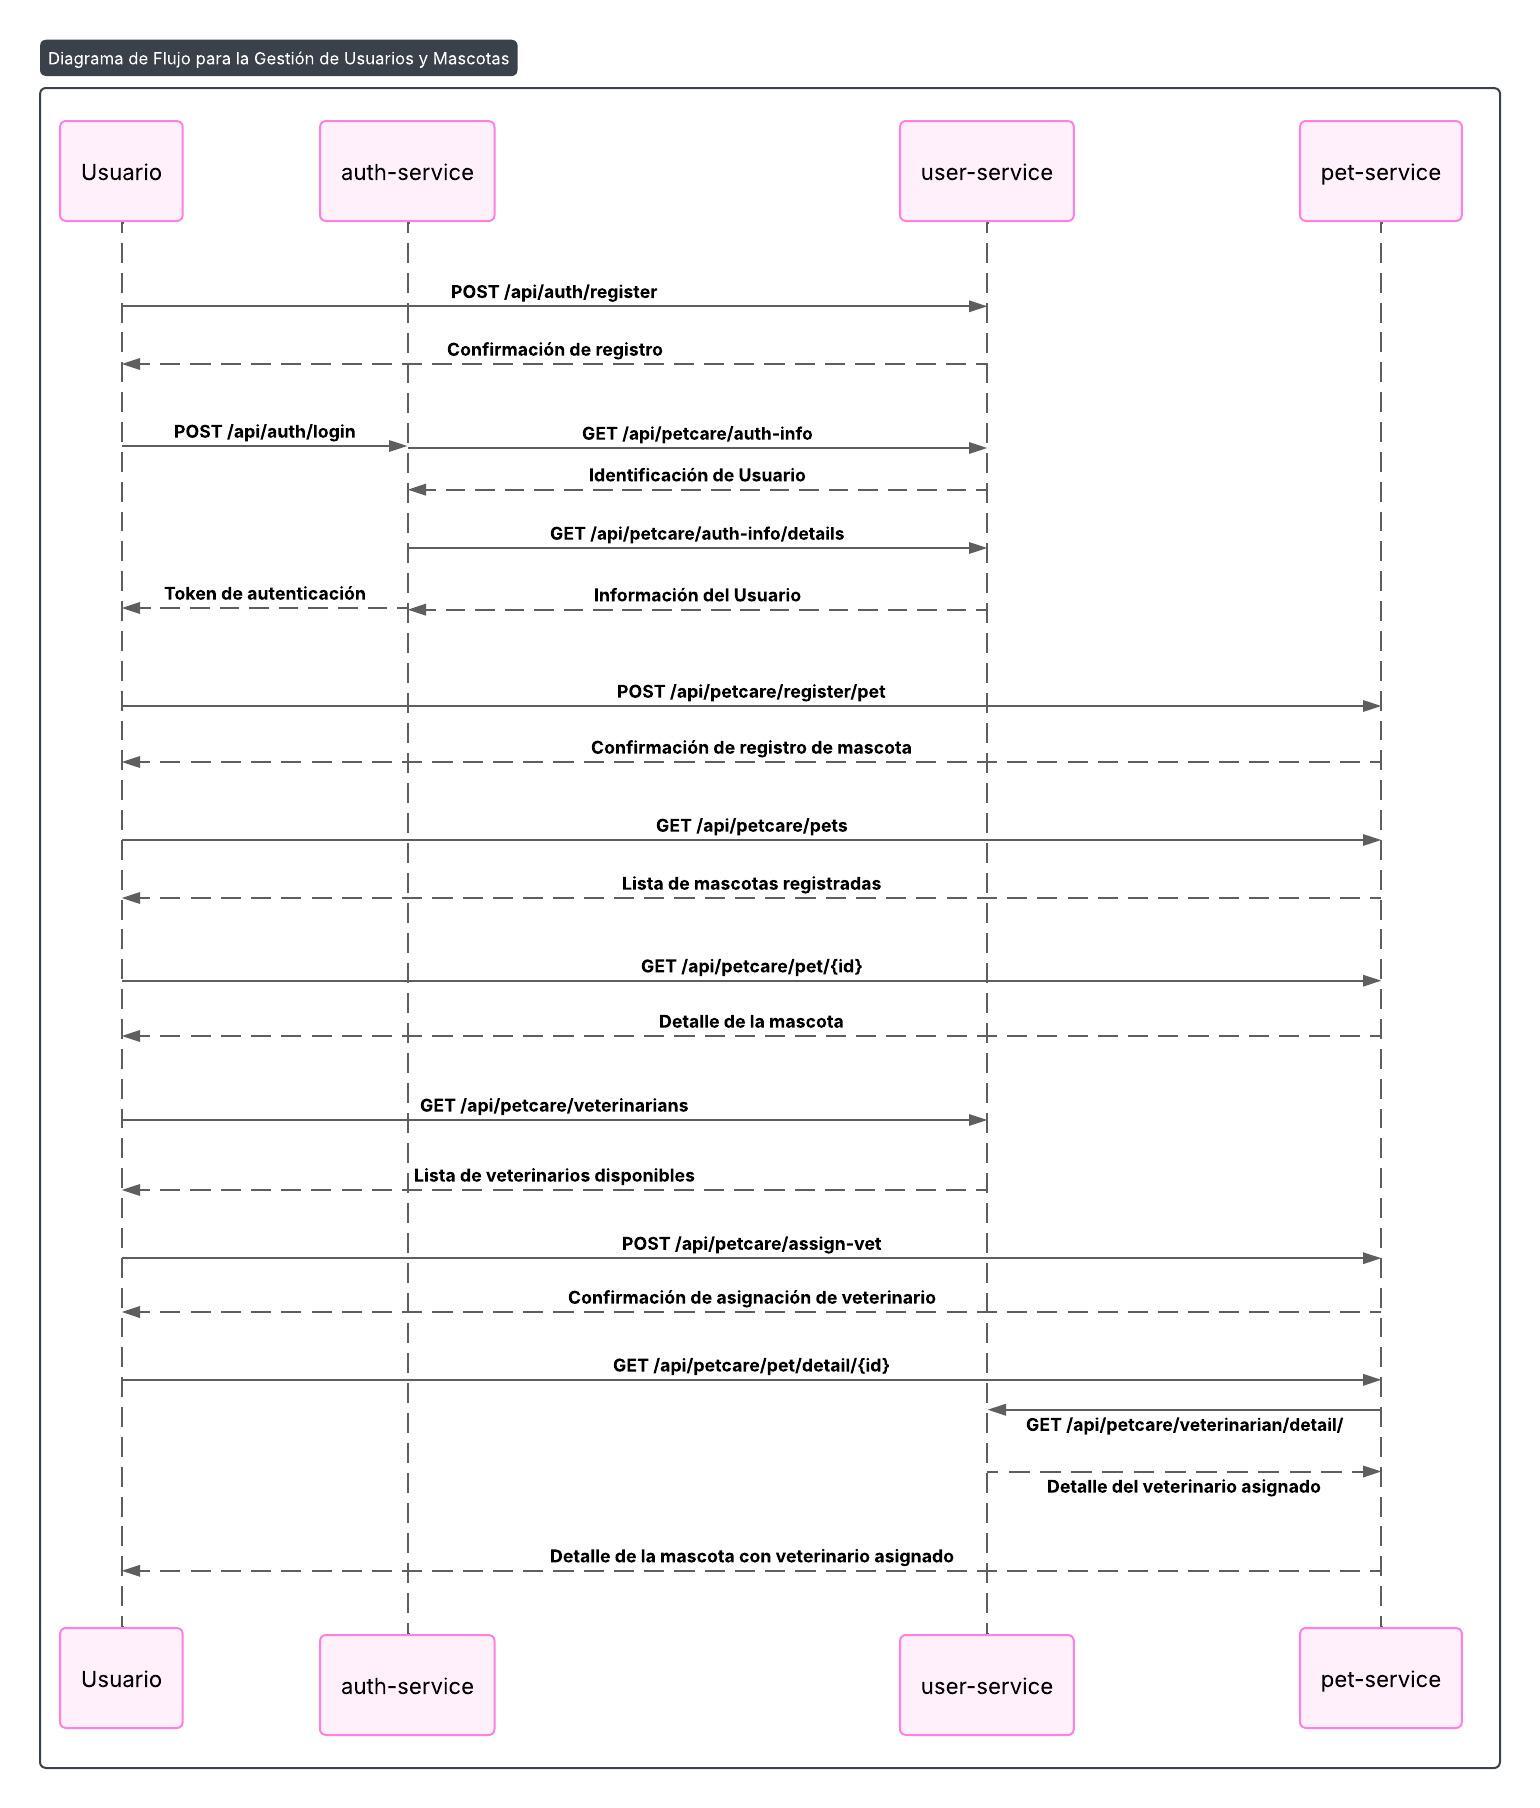 Diagrama de Flujo para la Gestión de Usuarios y Mascotas
Usuario
auth-service
user-service
pet-service
POST /api/auth/register
Confirmación de registro
POST /api/auth/login
GET /api/petcare/auth-info
Identificación de Usuario
GET /api/petcare/auth-info/details
Token de autenticación
Información del Usuario
POST /api/petcare/register/pet
Confirmación de registro de mascota
GET /api/petcare/pets
Lista de mascotas registradas
GET /api/petcare/pet/{id}
Detalle de la mascota
GET /api/petcare/veterinarians
Lista de veterinarios disponibles
POST /api/petcare/assign-vet
Confirmación de asignación de veterinario
GET /api/petcare/pet/detail/{id}
GET /api/petcare/veterinarian/detail/
Detalle del veterinario asignado
Detalle de la mascota con veterinario asignado
Usuario
auth-service
user-service
pet-service